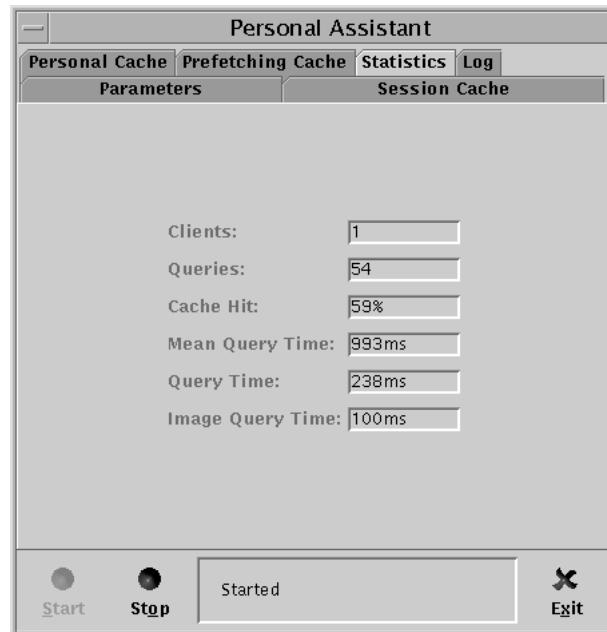 Personal Assistant
Personal Cache Prefetching Cache Statistics Log
Parameters Session Cache
Clients: 1
Queries: 54
Cache Hit: 59%
Mean Query Time: 993ms
Query Time: 238ms
Image Query Time: 100ms
Start Stop Started Exit